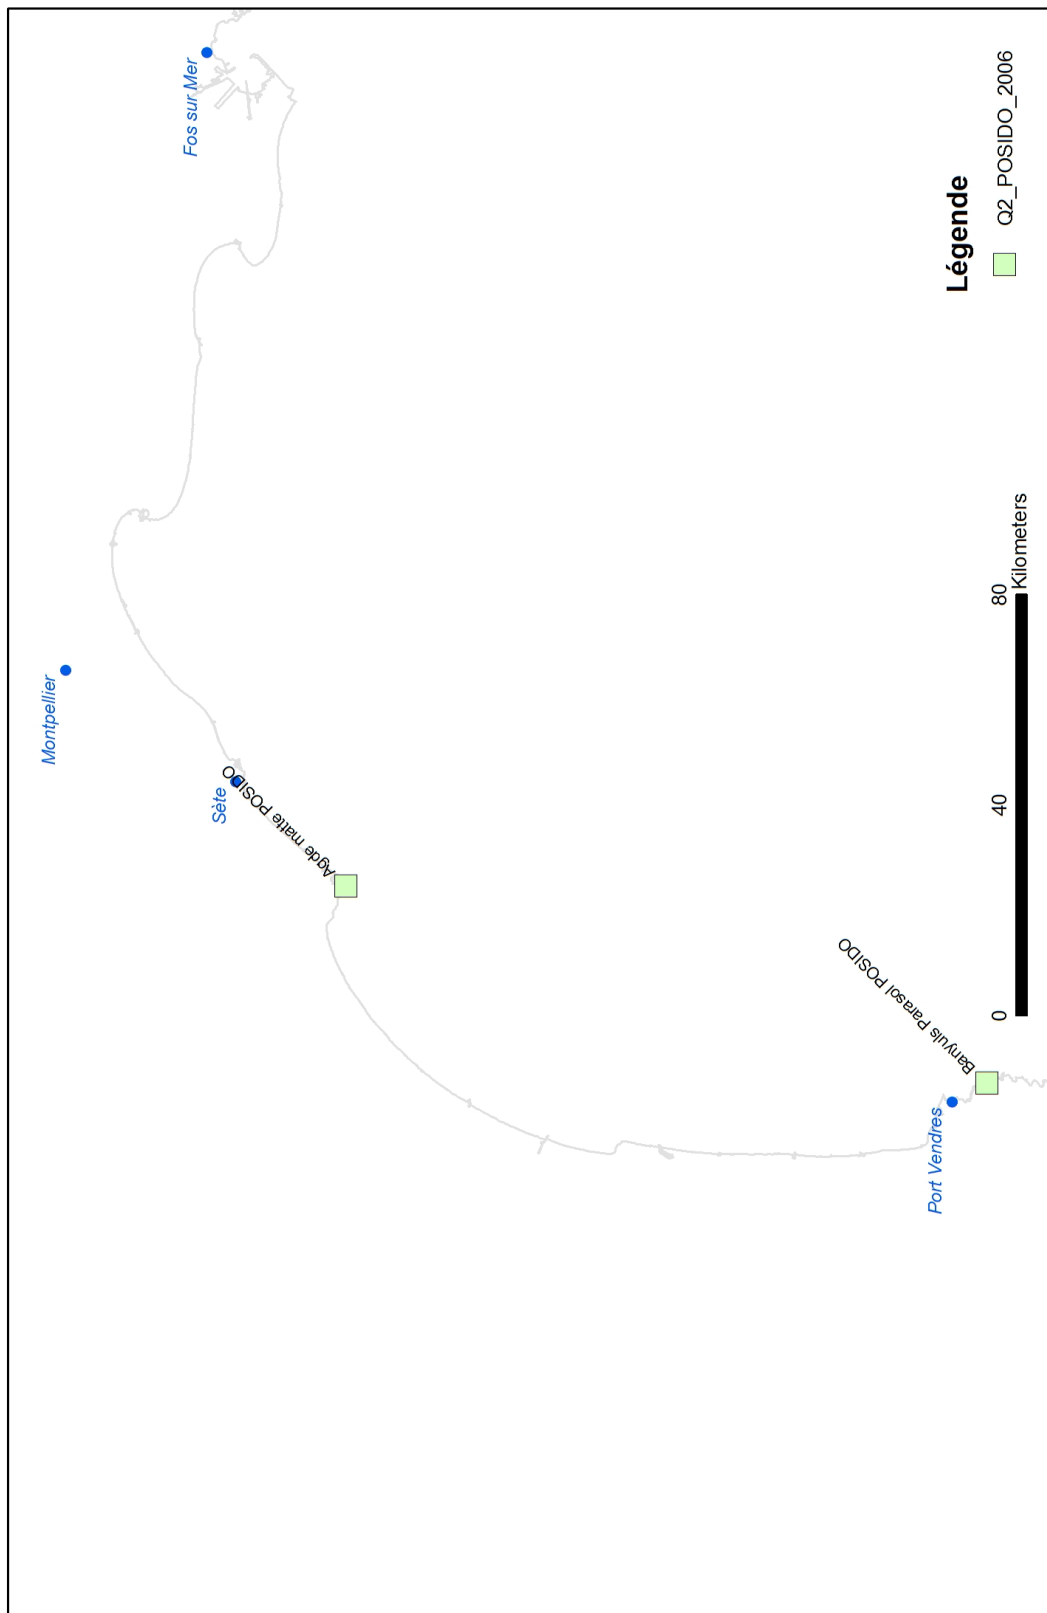 Montpellier
Fos sur Mer
Sète
Agde matte POSIDO
Banyuls Parasol POSIDO
Port Vendres
Légende
Q2_POSIDO_2006
0
40
80
Kilometers